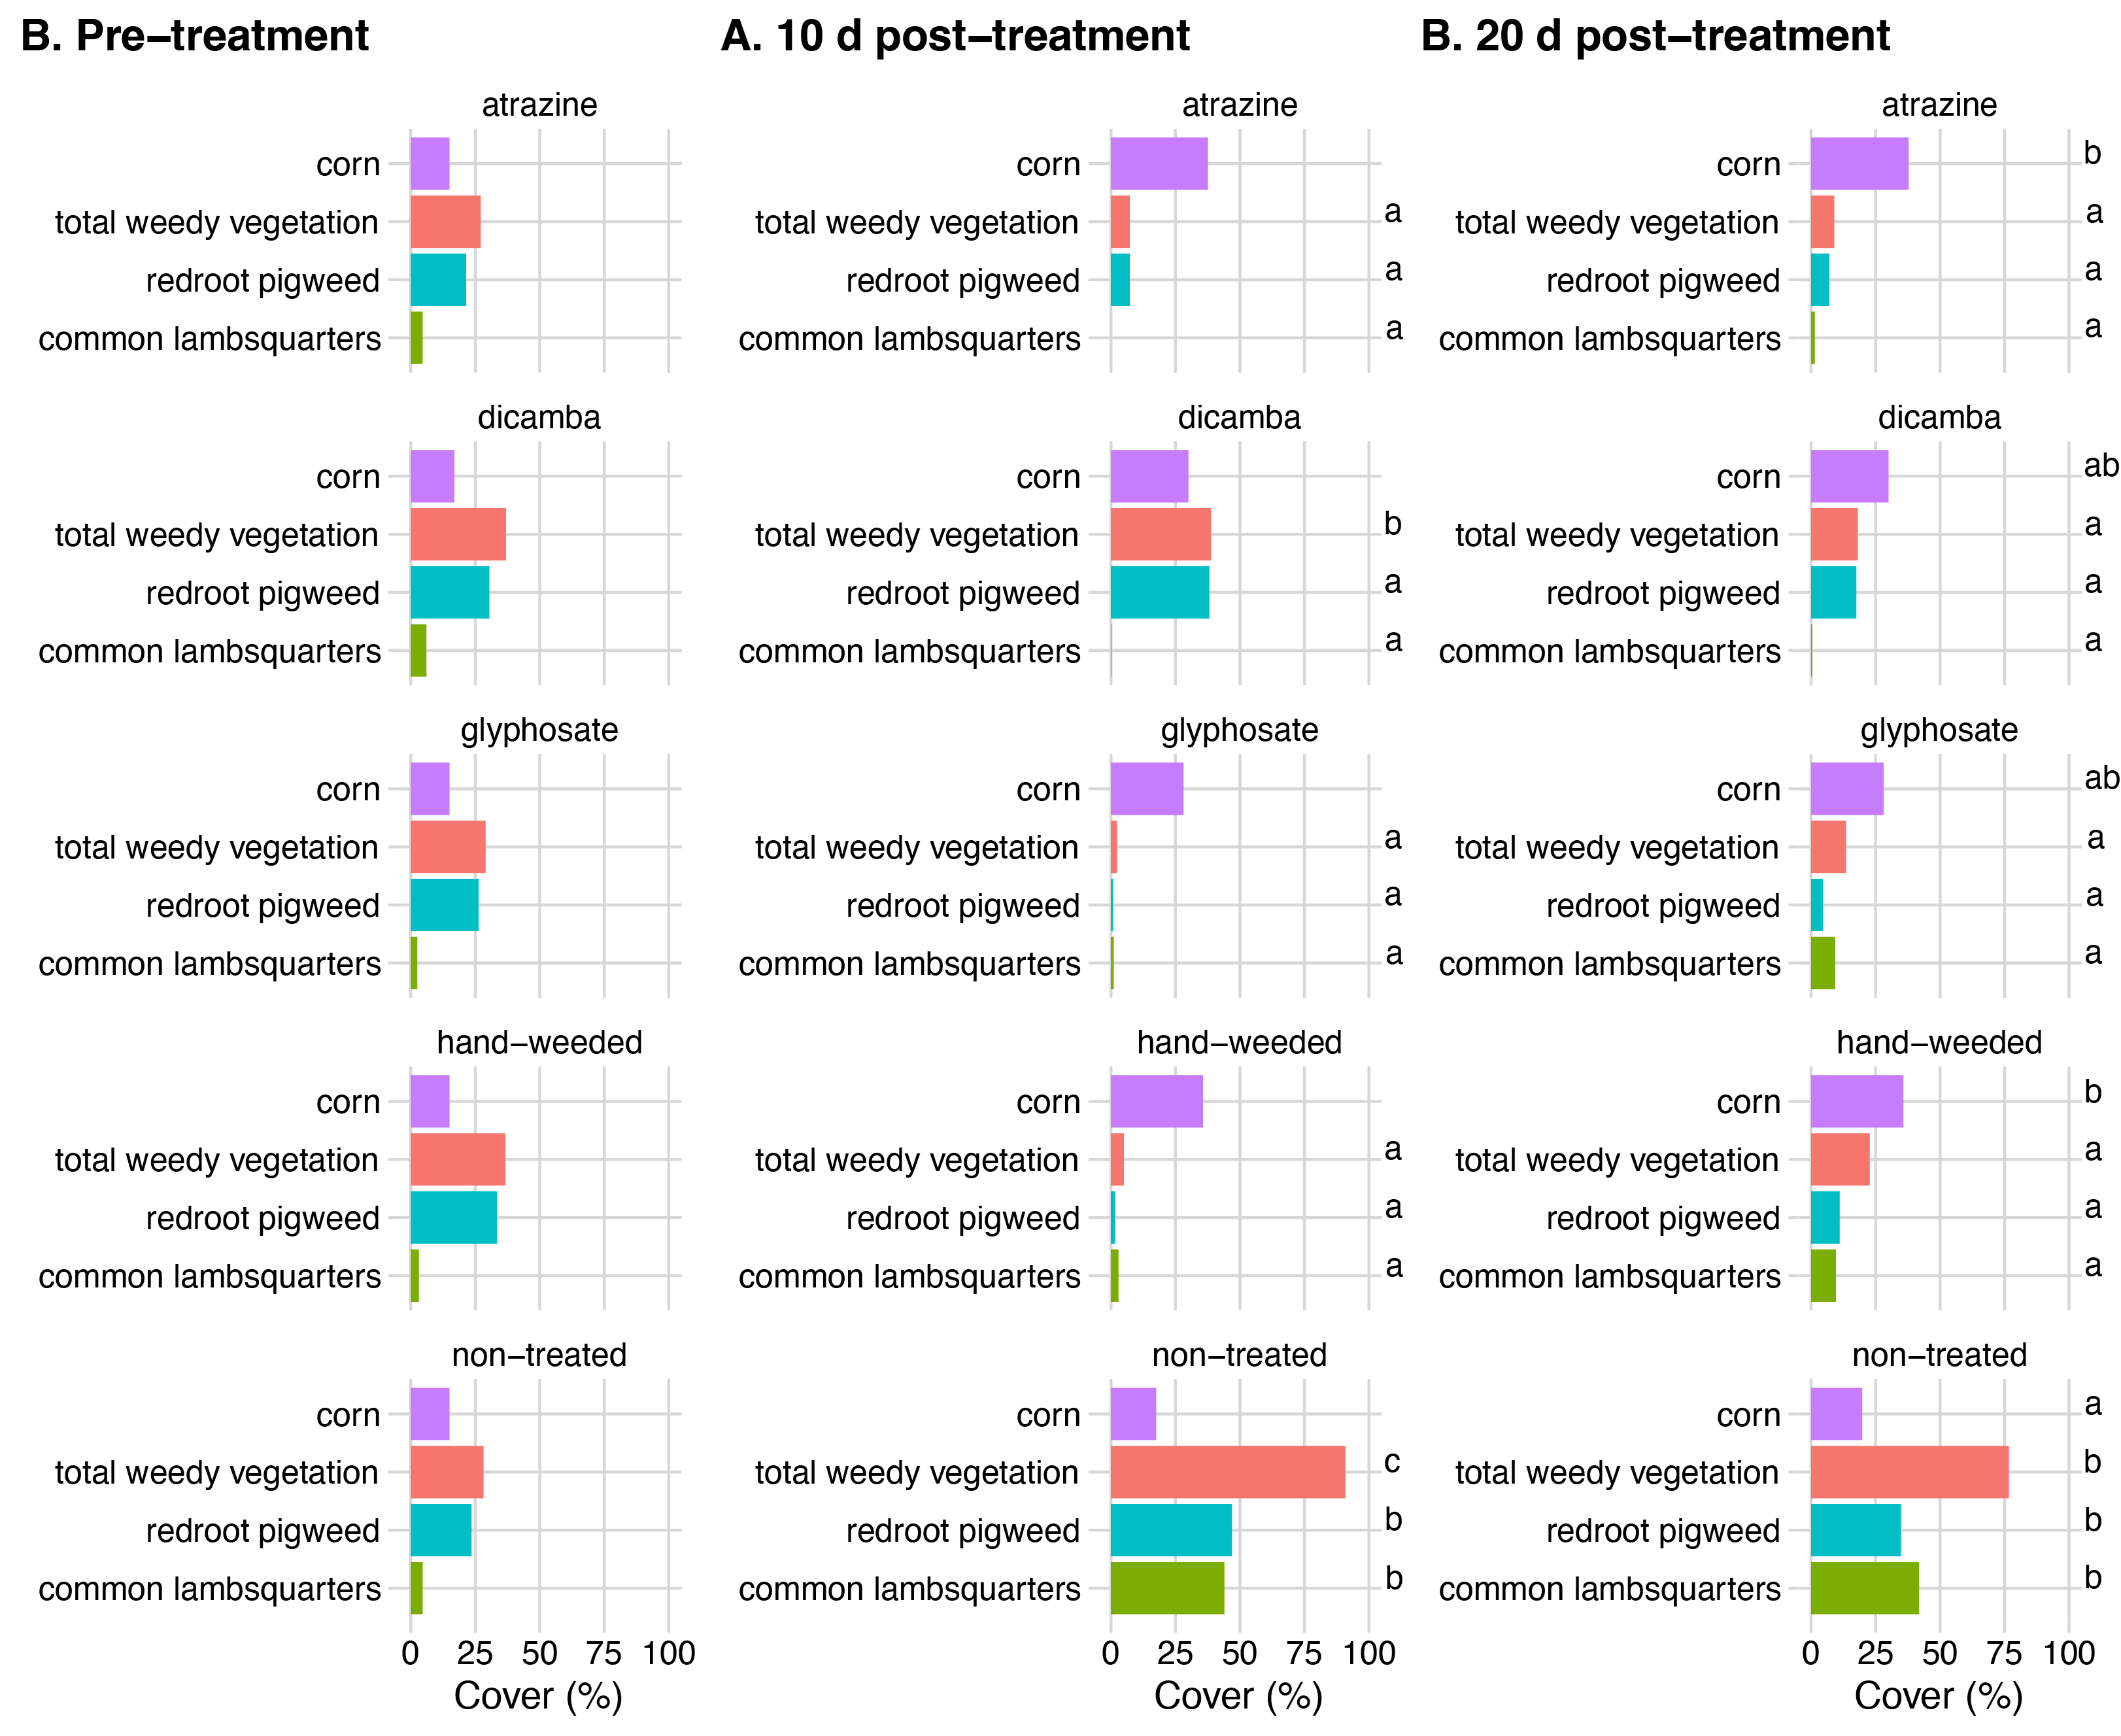 B. Pre−treatment
A. 10 d post−treatment
B. 20 d post−treatment
atrazine
corn
total weedy vegetation
redroot pigweed
common lambsquarters
dicamba
corn
total weedy vegetation
redroot pigweed
common lambsquarters
glyphosate
corn
total weedy vegetation
redroot pigweed
common lambsquarters
hand−weeded
corn
total weedy vegetation
redroot pigweed
common lambsquarters
non−treated
corn
total weedy vegetation
redroot pigweed
common lambsquarters
0 25 50 75 100
Cover (%)
atrazine
corn
total weedy vegetation a
redroot pigweed a
common lambsquarters a
dicamba
corn
total weedy vegetation b
redroot pigweed a
common lambsquarters a
glyphosate
corn
total weedy vegetation a
redroot pigweed a
common lambsquarters a
hand−weeded
corn
total weedy vegetation a
redroot pigweed a
common lambsquarters a
non−treated
corn
total weedy vegetation c
redroot pigweed b
common lambsquarters b
0 25 50 75 100
Cover (%)
atrazine
corn b
total weedy vegetation a
redroot pigweed a
common lambsquarters a
dicamba
corn ab
total weedy vegetation a
redroot pigweed a
common lambsquarters a
glyphosate
corn ab
total weedy vegetation a
redroot pigweed a
common lambsquarters a
hand−weeded
corn b
total weedy vegetation a
redroot pigweed a
common lambsquarters a
non−treated
corn a
total weedy vegetation b
redroot pigweed b
common lambsquarters b
0 25 50 75 100
Cover (%)